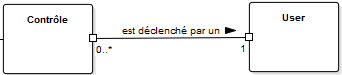 Contrôle
User
est déclenché par un
0..*
1